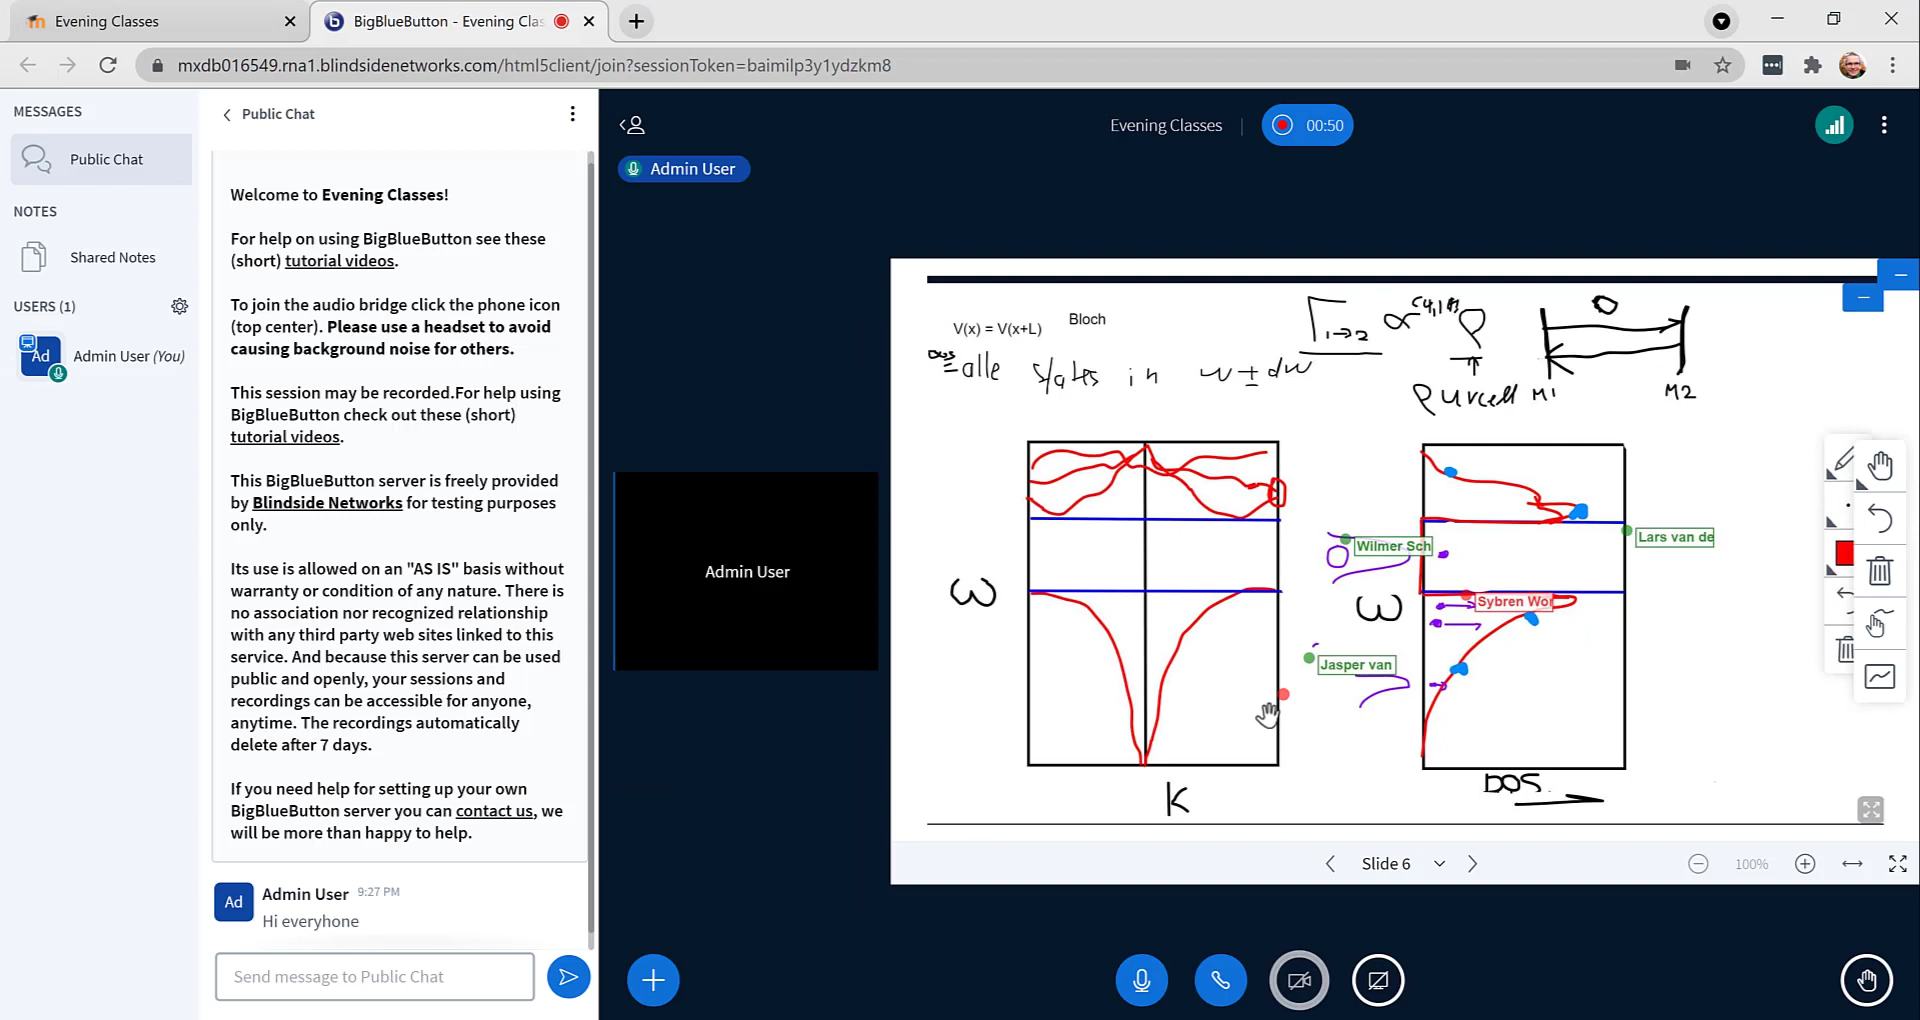 Evening Classes
BigBlueButton - Evening Clas
mxdb016549.rna1.blindsidenetworks.com/html5client/join?sessionToken=baimilp3y1ydzkm8
MESSAGES
Public Chat
NOTES
Shared Notes
USERS (1)
Ad
Admin User (You)
Public Chat
Welcome to Evening Classes!
For help on using BigBlueButton see these
(short) tutorial videos.
To join the audio bridge click the phone icon
(top center). Please use a headset to avoid
causing background noise for others.
This session may be recorded.For help using
BigBlueButton check out these (short)
tutorial videos.
This BigBlueButton server is freely provided
by Blindside Networks for testing purposes
only.
Its use is allowed on an "AS IS" basis without
warranty or condition of any nature. There is
no association nor recognized relationship
with any third party web sites linked to this
service. And because this server can be used
public and openly, your sessions and
recordings can be accessible for anyone,
anytime. The recordings automatically
delete after 7 days.
If you need help for setting up your own
BigBlueButton server you can contact us, we
will be more than happy to help.
Ad
Admin User 9:27 PM
Hi everyhone
Send message to Public Chat
Evening Classes
00:50
Admin User
Admin User
V(x) = V(x+L)
Bloch
Γ 1→2 ∝
ρ
DOS = alle states in w ± dw
Purcell
M1
M2
Wilmer Sch
Lars van de
ω
ω
Sybren Wor
Jasper van
K
DOS
Slide 6
100%